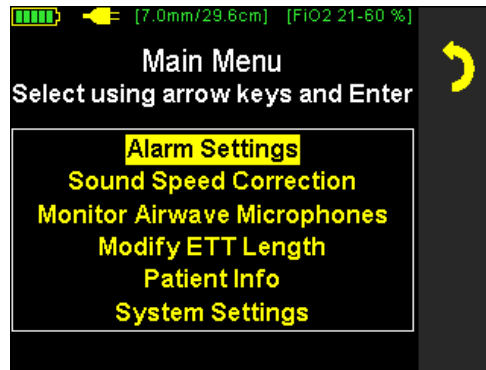 [7.0mm/29.6cm] [FiO2 21-60 %]
Main Menu
Select using arrow keys and Enter
Alarm Settings
Sound Speed Correction
Monitor Airwave Microphones
Modify ETT Length
Patient Info
System Settings